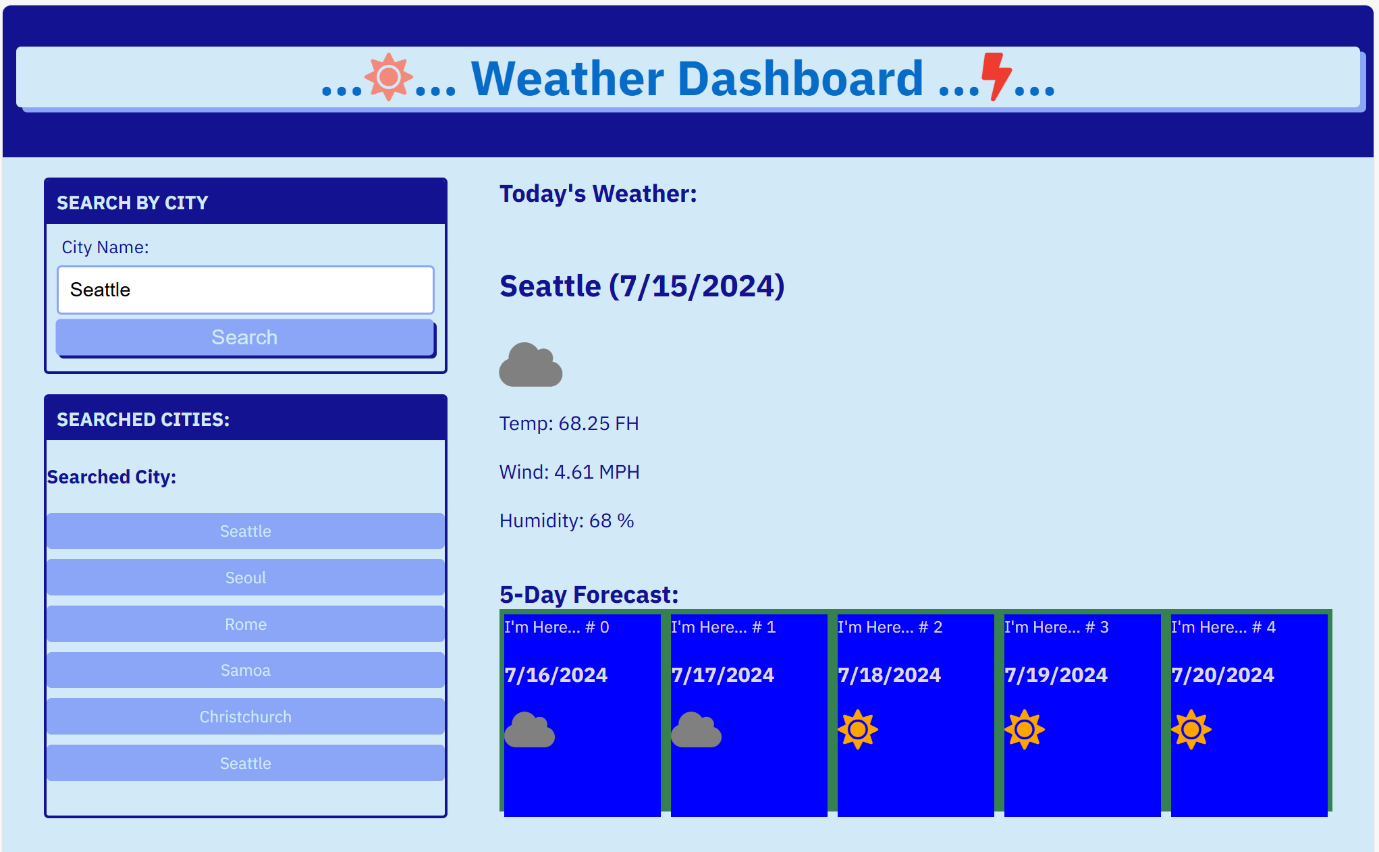 ...... Weather Dashboard ......
SEARCH BY CITY
City Name:
Seattle
Search
SEARCHED CITIES:
Searched City:
Seattle
Seoul
Rome
Samoa
Christchurch
Seattle
Today's Weather:
Seattle (7/15/2024)
Temp: 68.25 FH
Wind: 4.61 MPH
Humidity: 68 %
5-Day Forecast:
I'm Here... # 0
7/16/2024
I'm Here... # 1
7/17/2024
I'm Here... # 2
7/18/2024
I'm Here... # 3
7/19/2024
I'm Here... # 4
7/20/2024